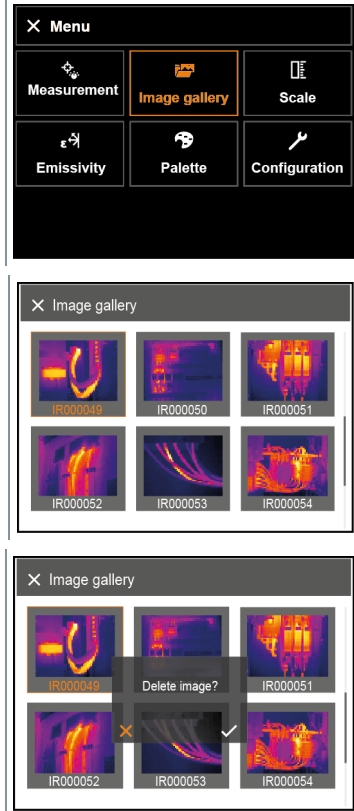 Menu
Measurement
Image gallery
Scale
ε
Emissivity
Palette
Configuration
Image gallery
IR000049
IR000050
IR000051
IR000052
IR000053
IR000054
Image gallery
IR000049
Delete image?
IR000051
IR000052
IR000053
IR000054